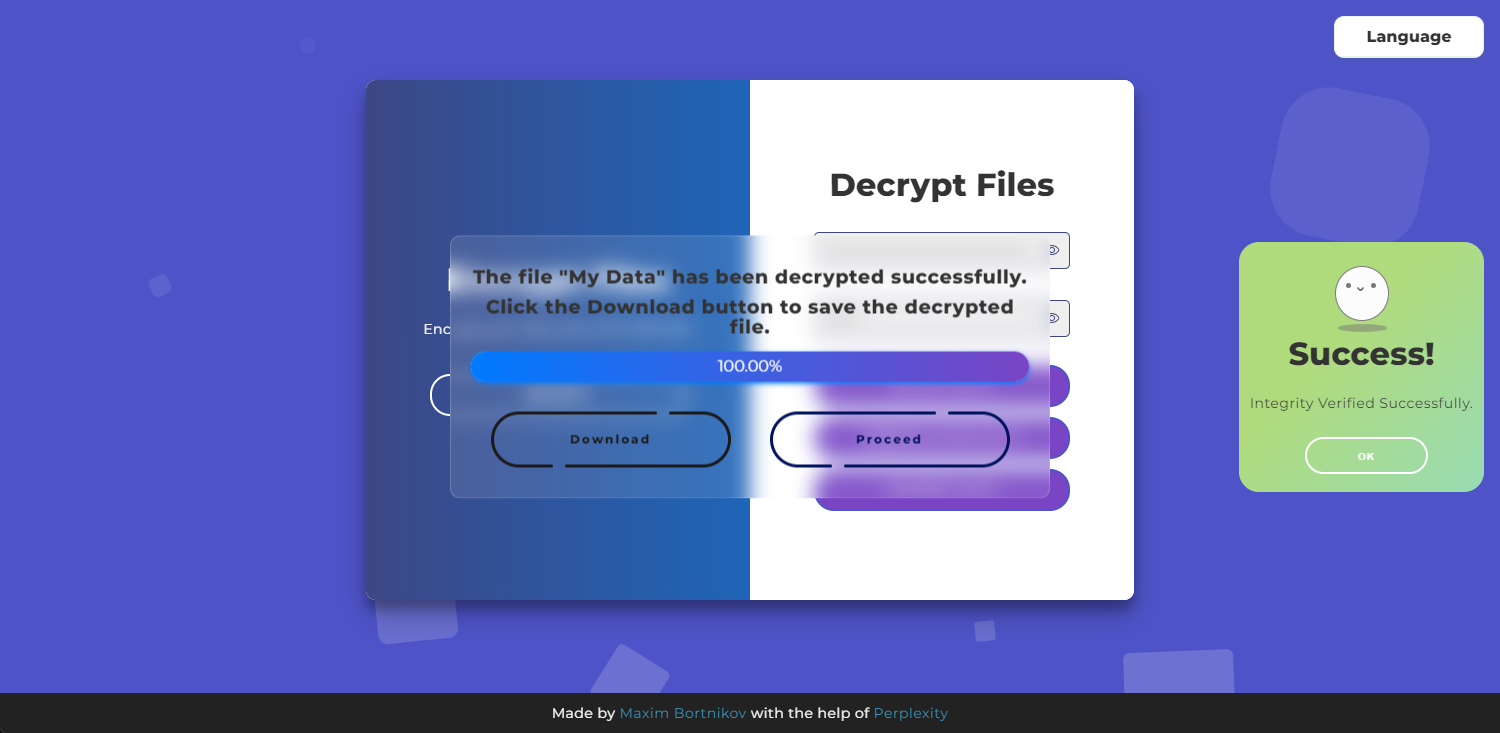 Language
Decrypt Files
The file "My Data" has been decrypted successfully.
Click the Download button to save the decrypted
file.
100.00%
Download
Proceed
Success!
Integrity Verified Successfully.
OK
Made by Maxim Bortnikov with the help of Perplexity